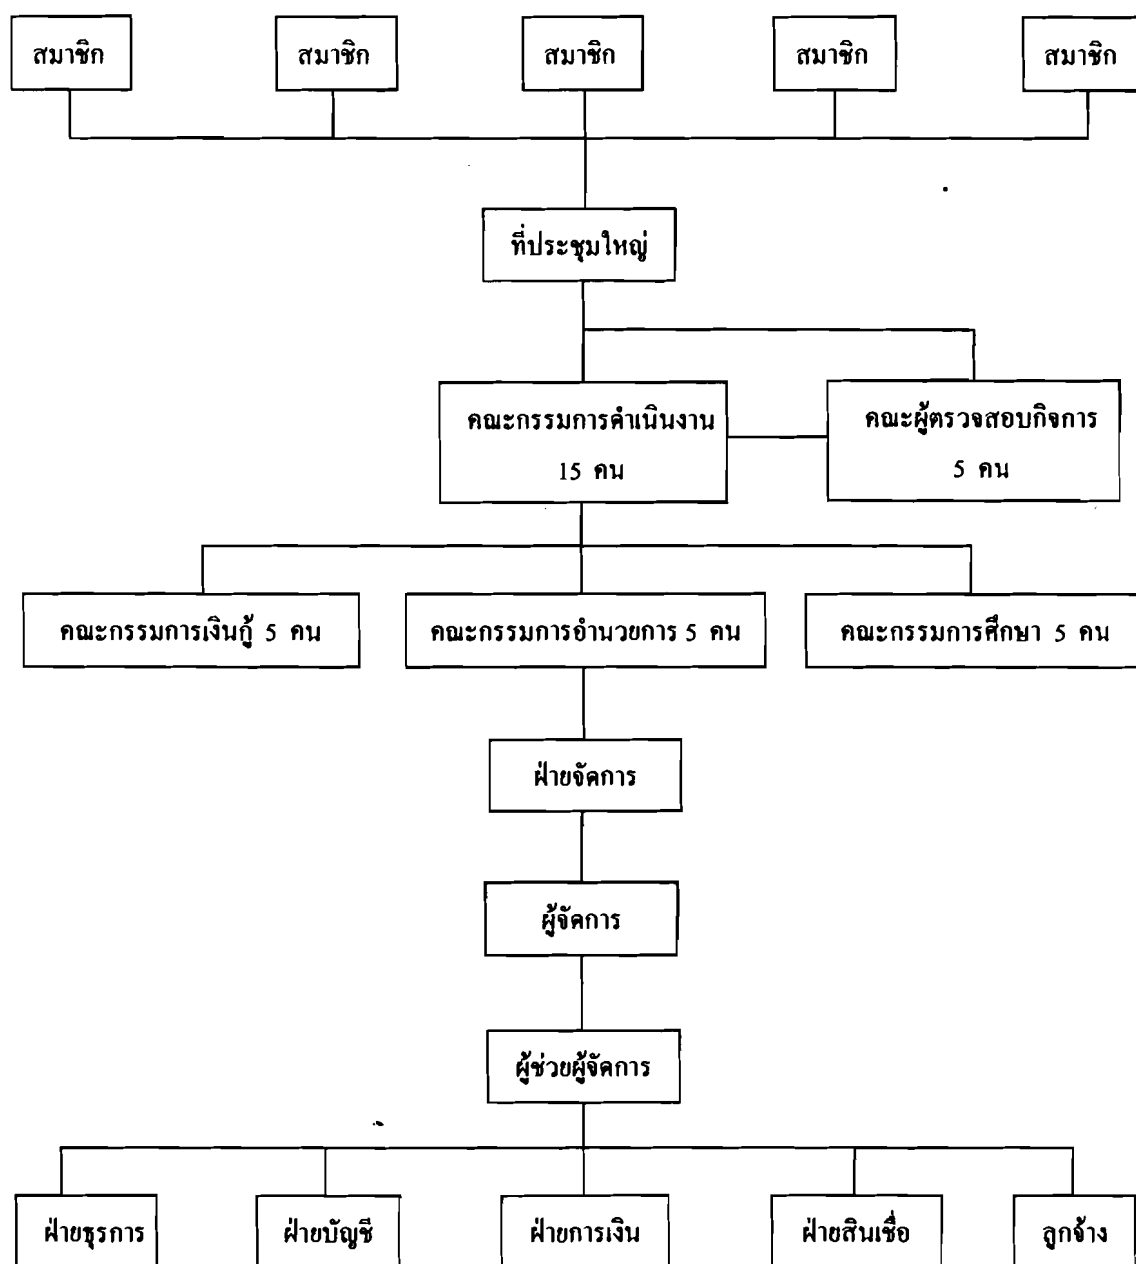 สมาชิก
สมาชิก
สมาชิก
สมาชิก
สมาชิก
ที่ประชุมใหญ่
คณะกรรมการดำเนินงาน
15 คน
คณะผู้ตรวจสอบกิจการ
5 คน
คณะกรรมการเงินกู้ 5 คน
คณะกรรมการอำนวยการ 5 คน
คณะกรรมการศึกษา 5 คน
ฝ่ายจัดการ
ผู้จัดการ
ผู้ช่วยผู้จัดการ
ฝ่ายธุรการ
ฝ่ายบัญชี
ฝ่ายการเงิน
ฝ่ายสินเชื่อ
ลูกจ้าง